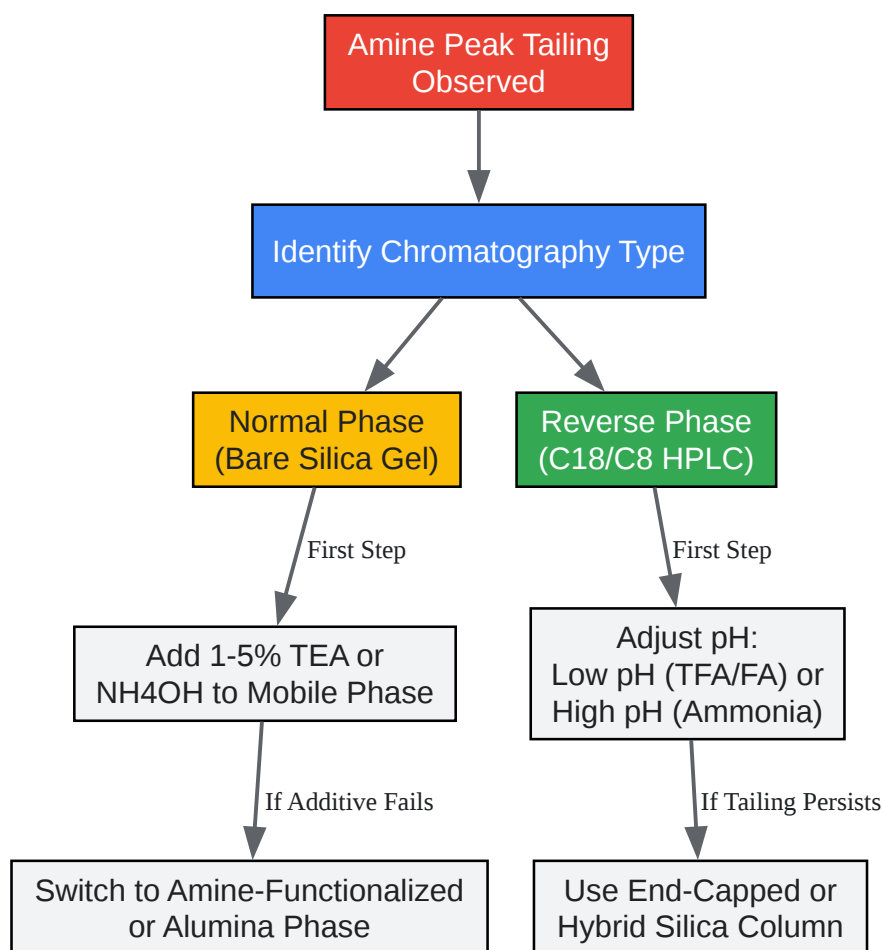 Amine Peak Tailing
Observed
Identify Chromatography Type
Normal Phase
(Bare Silica Gel)
Reverse Phase
(C18/C8 HPLC)
First Step
First Step
Add 1-5% TEA or
NH4OH to Mobile Phase
Adjust pH:
Low pH (TFA/FA) or
High pH (Ammonia)
If Additive Fails
If Tailing Persists
Switch to Amine-Functionalized
or Alumina Phase
Use End-Capped or
Hybrid Silica Column